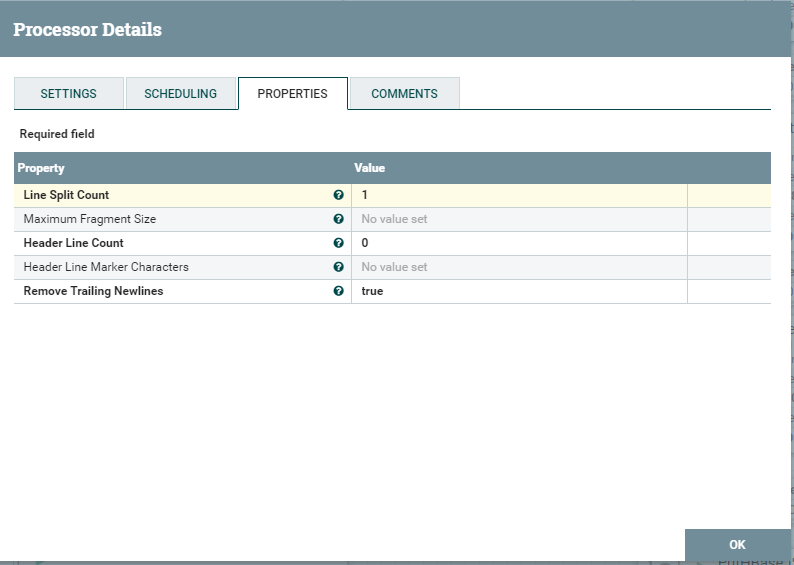 Processor Details
SETTINGS SCHEDULING PROPERTIES COMMENTS
Required field
Property Value
Line Split Count 1
Maximum Fragment Size No value set
Header Line Count 0
Header Line Marker Characters No value set
Remove Trailing Newlines true
OK